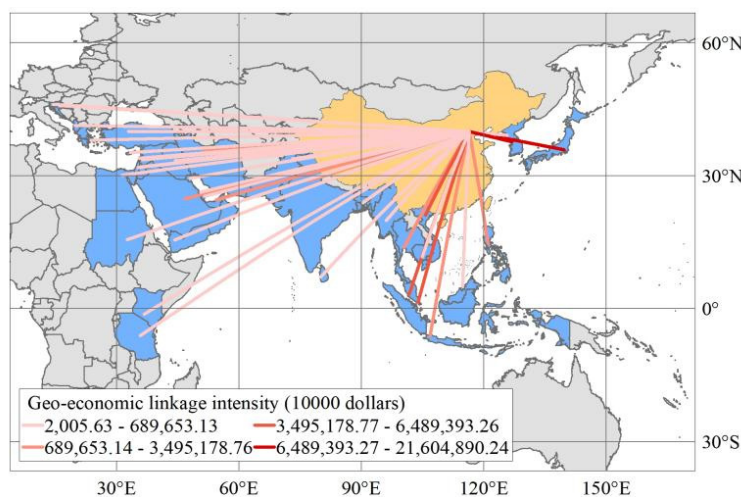 60°N
30°N
0°
30°S
Geo-economic linkage intensity (10000 dollars)
2,005.63 - 689,653.13
3,495,178.77 - 6,489,393.26
689,653.14 - 3,495,178.76
6,489,393.27 - 21,604,890.24
30°E
60°E
90°E
120°E
150°E